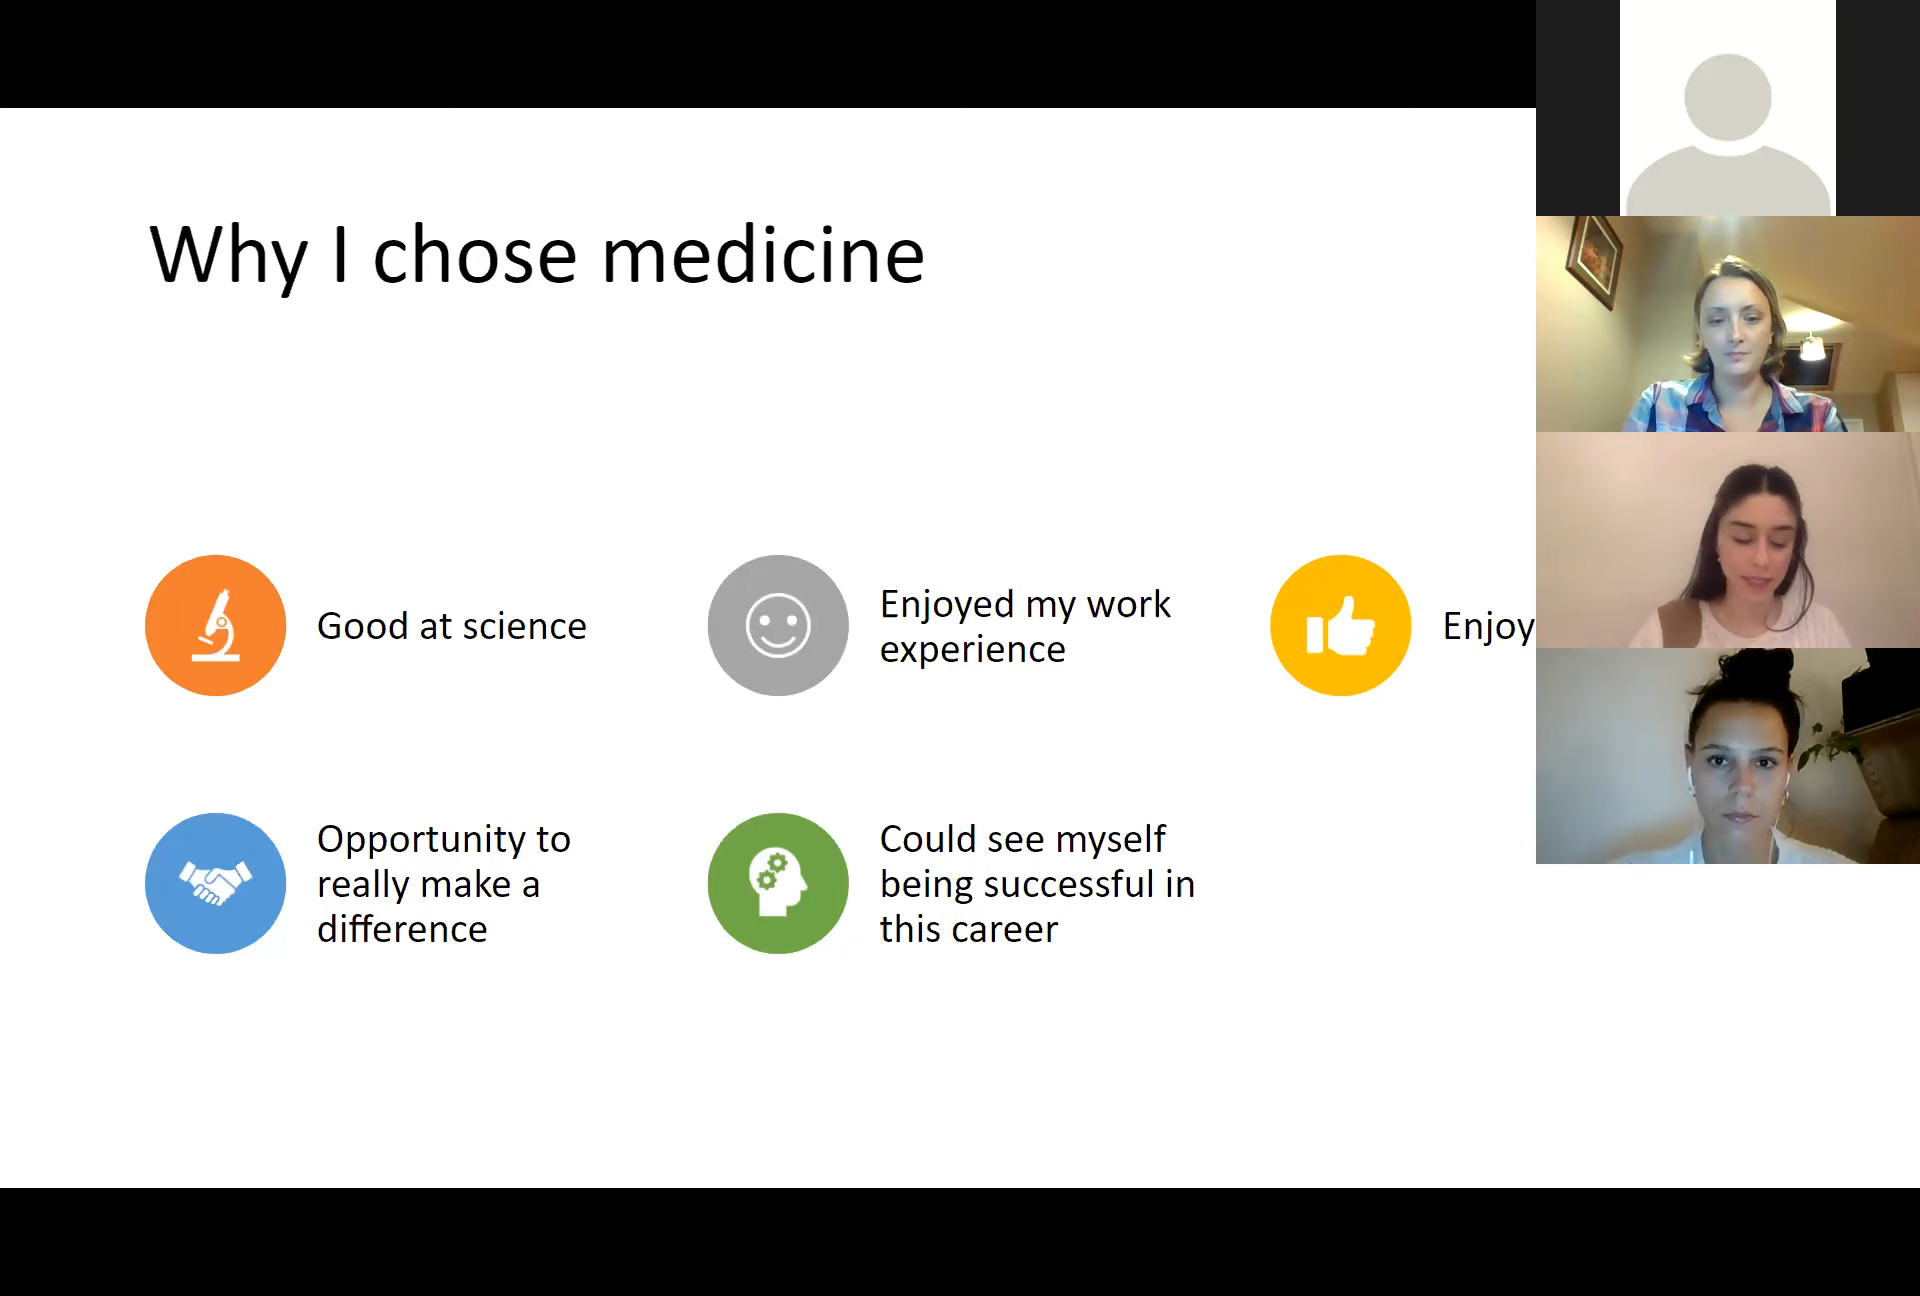 Why I chose medicine
Good at science
Enjoyed my work
experience
Opportunity to
really make a
difference
Could see myself
being successful in
this career